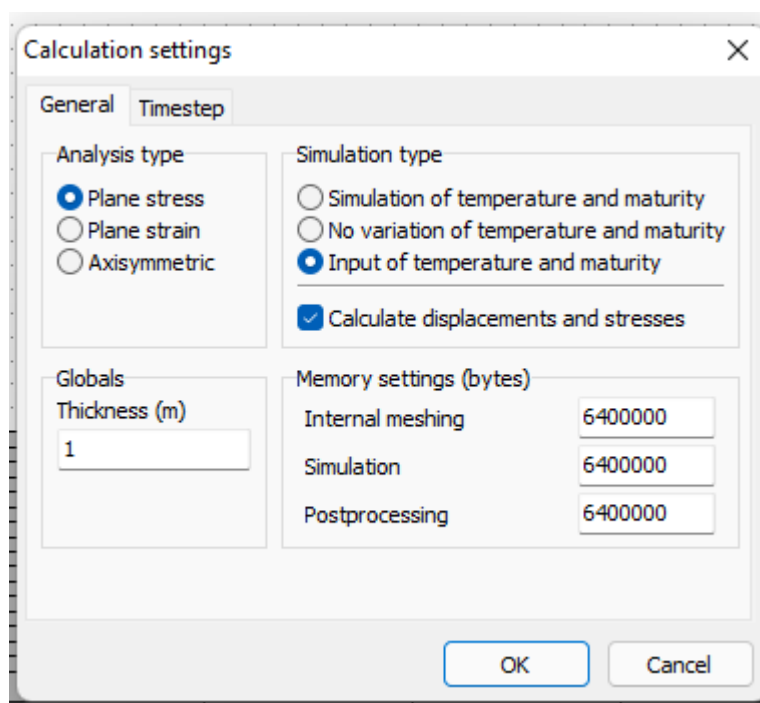 Calculation settings
General
Timestep
Analysis type
Plane stress
Plane strain
Axisymmetric
Simulation type
Simulation of temperature and maturity
No variation of temperature and maturity
Input of temperature and maturity
Calculate displacements and stresses
Globals
Thickness (m)
1
Memory settings (bytes)
Internal meshing 6400000
Simulation 6400000
Postprocessing 6400000
OK
Cancel